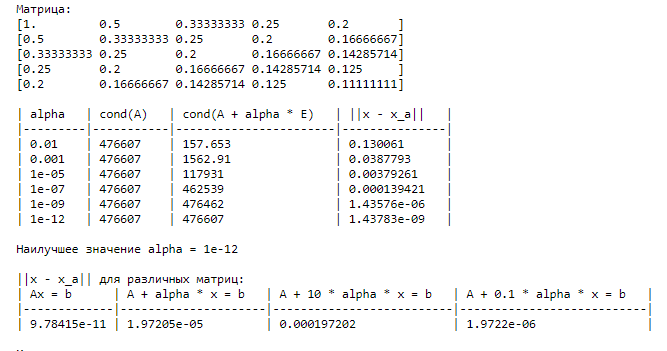 Матрица:
[1.         0.5        0.33333333 0.25       0.2       ]
[0.5        0.33333333 0.25       0.2        0.16666667]
[0.33333333 0.25       0.2        0.16666667 0.14285714]
[0.25       0.2        0.16666667 0.14285714 0.125     ]
[0.2        0.16666667 0.14285714 0.125      0.11111111]
| alpha   | cond(A)   | cond(A + alpha * E)   | ||x - x_a||   |
|---------|-----------|-----------------------|---------------|
| 0.01    | 476607    | 157.653               | 0.130061      |
| 0.001   | 476607    | 1562.91               | 0.0387793     |
| 1e-05   | 476607    | 117931                | 0.00379261    |
| 1e-07   | 476607    | 462539                | 0.000139421   |
| 1e-09   | 476607    | 476462                | 1.43576e-06   |
| 1e-12   | 476607    | 476607                | 1.43783e-09   |
Наилучшее значение alpha = 1e-12
||x - x_a|| для различных матриц:
| Ax = b      | A + alpha * x = b   | A + 10 * alpha * x = b   | A + 0.1 * alpha * x = b   |
|-------------|---------------------|--------------------------|---------------------------|
| 9.78415e-11 | 1.97205e-05         | 0.000197202              | 1.9722e-06                |